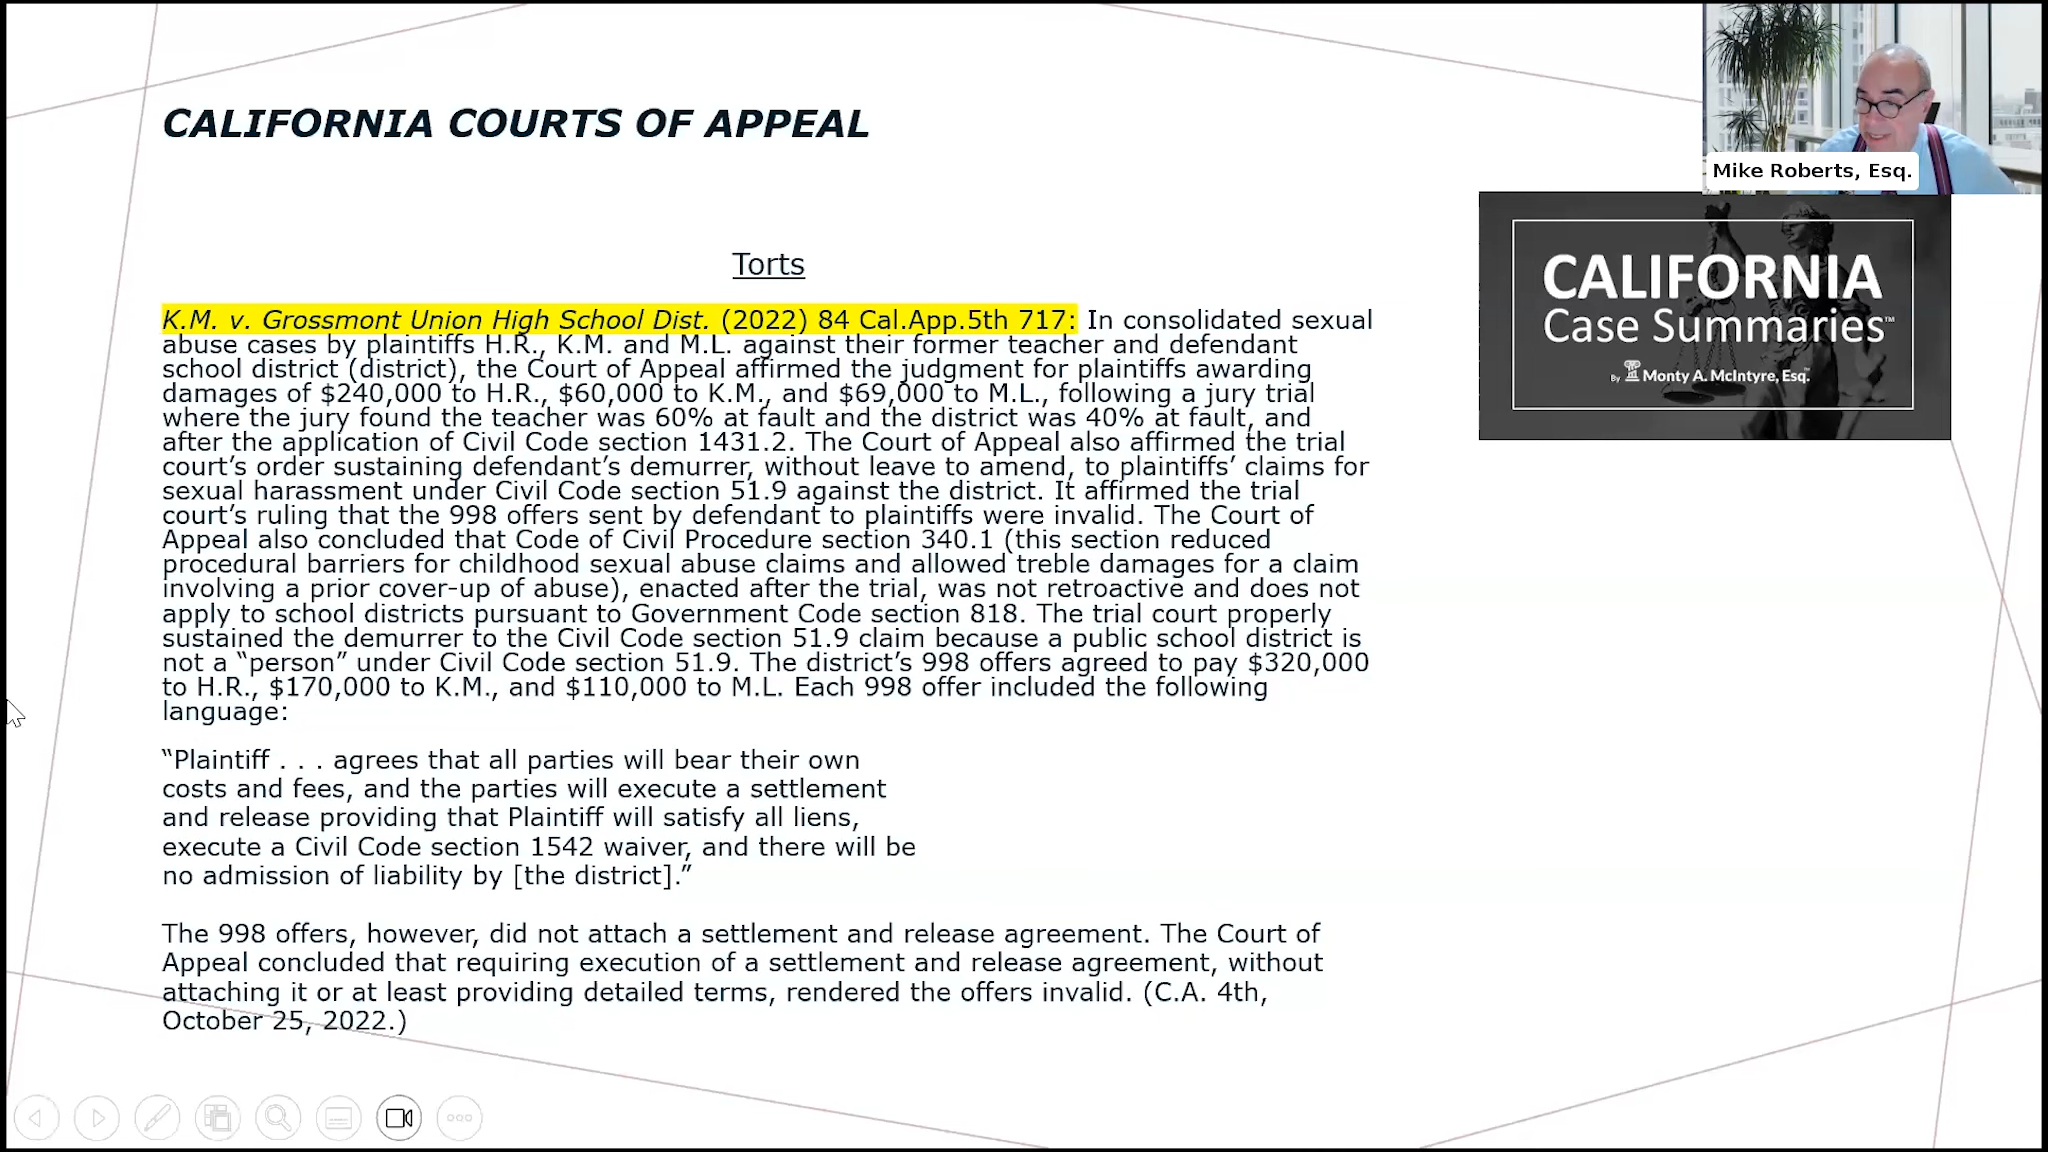 CALIFORNIA COURTS OF APPEAL
Mike Roberts, Esq.
CALIFORNIA
Case Summaries™
By Monty A. McIntyre, Esq.
Torts
K.M. v. Grossmont Union High School Dist. (2022) 84 Cal.App.5th 717: In consolidated sexual
abuse cases by plaintiffs H.R., K.M. and M.L. against their former teacher and defendant
school district (district), the Court of Appeal affirmed the judgment for plaintiffs awarding
damages of $240,000 to H.R., $60,000 to K.M., and $69,000 to M.L., following a jury trial
where the jury found the teacher was 60% at fault and the district was 40% at fault, and
after the application of Civil Code section 1431.2. The Court of Appeal also affirmed the trial
court’s order sustaining defendant’s demurrer, without leave to amend, to plaintiffs’ claims for
sexual harassment under Civil Code section 51.9 against the district. It affirmed the trial
court’s ruling that the 998 offers sent by defendant to plaintiffs were invalid. The Court of
Appeal also concluded that Code of Civil Procedure section 340.1 (this section reduced
procedural barriers for childhood sexual abuse claims and allowed treble damages for a claim
involving a prior cover-up of abuse), enacted after the trial, was not retroactive and does not
apply to school districts pursuant to Government Code section 818. The trial court properly
sustained the demurrer to the Civil Code section 51.9 claim because a public school district is
not a “person” under Civil Code section 51.9. The district’s 998 offers agreed to pay $320,000
to H.R., $170,000 to K.M., and $110,000 to M.L. Each 998 offer included the following
language:
“Plaintiff . . . agrees that all parties will bear their own
costs and fees, and the parties will execute a settlement
and release providing that Plaintiff will satisfy all liens,
execute a Civil Code section 1542 waiver, and there will be
no admission of liability by [the district].”
The 998 offers, however, did not attach a settlement and release agreement. The Court of
Appeal concluded that requiring execution of a settlement and release agreement, without
attaching it or at least providing detailed terms, rendered the offers invalid. (C.A. 4th,
October 25, 2022.)